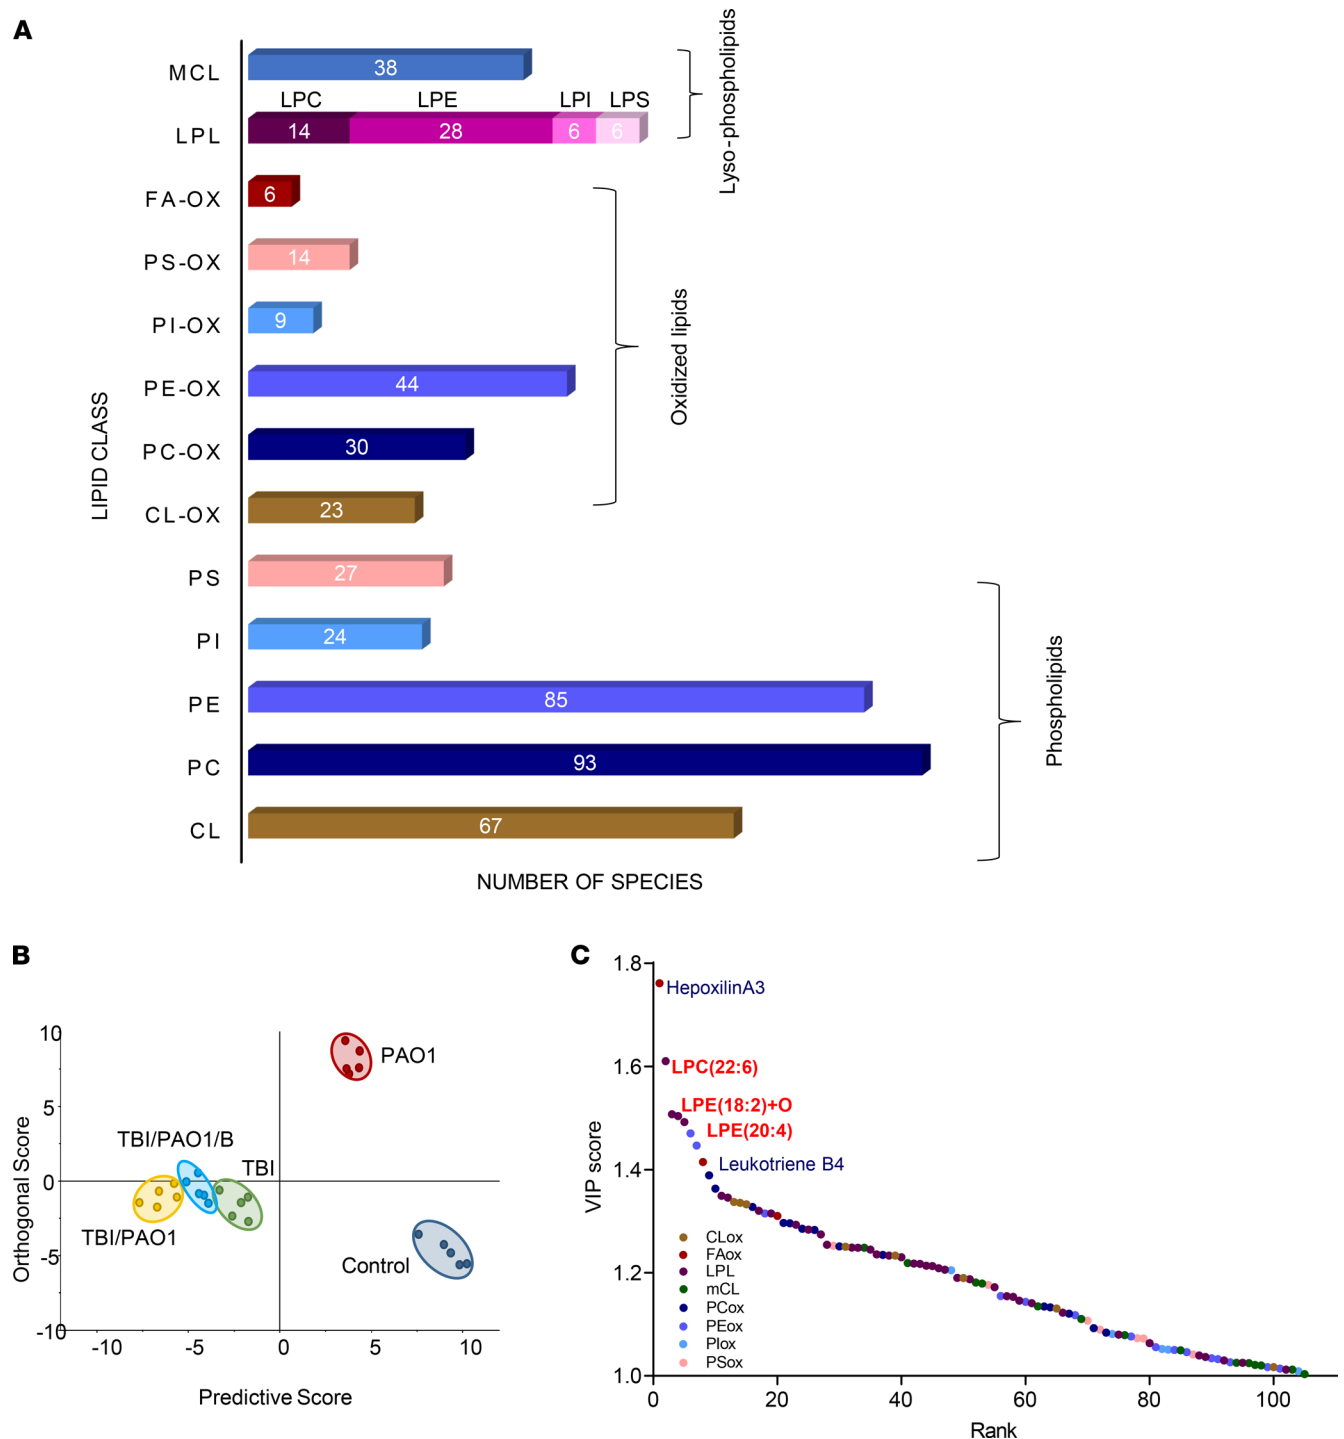 A
MCL
38
Lyso-phospholipids
LPC LPE LPI LPS
LPL
14 28 6 6
FA-OX
6
PS-OX
14
PI-OX
9
Oxidized lipids
PE-OX
44
LIPID CLASS
PC-OX
30
CL-OX
23
PS
27
PI
24
Phospholipids
PE
85
PC
93
CL
67
NUMBER OF SPECIES
B
10
5
0
-5
-10
Orthogonal Score
PAO1
TBI/PAO1/B
TBI
TBI/PAO1
Control
-10 -5 0 5 10
Predictive Score
C
1.8
1.6
1.4
1.2
1.0
VIP score
HepoxilinA3
LPC(22:6)
LPE(18:2)+O
LPE(20:4)
Leukotriene B4
CLox
FAox
LPL
mCL
PCox
PEox
PIox
PSox
0 20 40 60 80 100
Rank